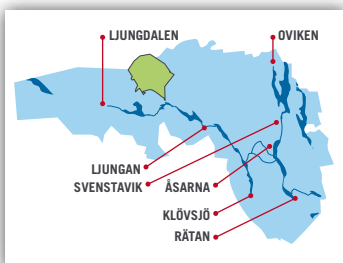 LJUNGDALEN
OVIKEN
LJUNGAN
SVENSTAVIK
ÅSARNA
KLÖVSJÖ
RÄTAN